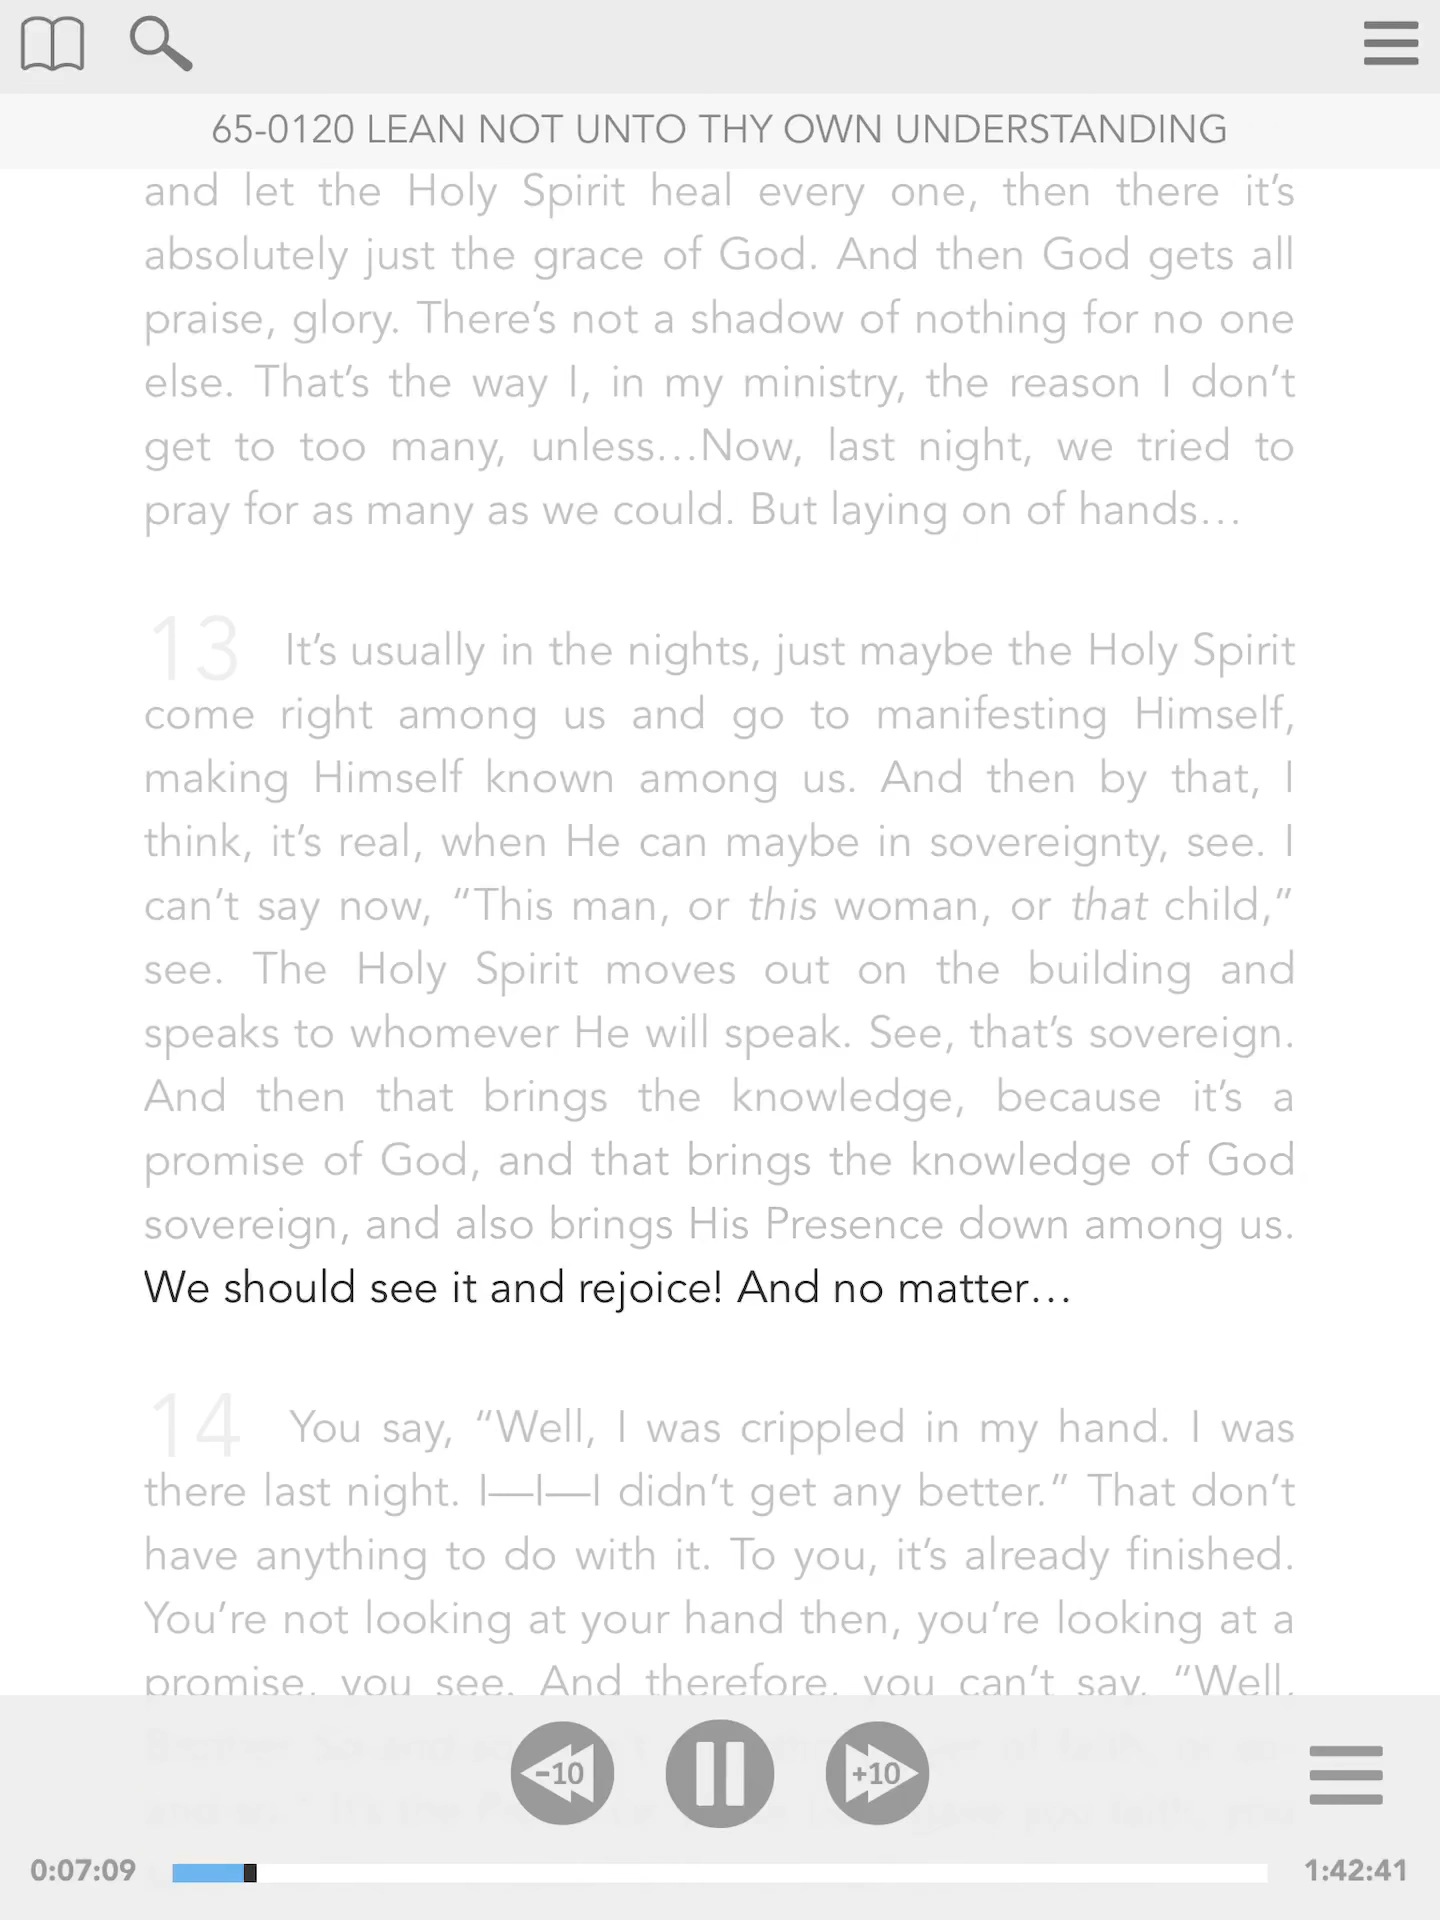 65-0120 LEAN NOT UNTO THY OWN UNDERSTANDING
and let the Holy Spirit heal every one, then there it’s
absolutely just the grace of God. And then God gets all
praise, glory. There’s not a shadow of nothing for no one
else. That’s the way I, in my ministry, the reason I don’t
get to too many, unless…Now, last night, we tried to
pray for as many as we could. But laying on of hands…
13 It’s usually in the nights, just maybe the Holy Spirit
come right among us and go to manifesting Himself,
making Himself known among us. And then by that, I
think, it’s real, when He can maybe in sovereignty, see. I
can’t say now, “This man, or this woman, or that child,”
see. The Holy Spirit moves out on the building and
speaks to whomever He will speak. See, that’s sovereign.
And then that brings the knowledge, because it’s a
promise of God, and that brings the knowledge of God
sovereign, and also brings His Presence down among us.
We should see it and rejoice! And no matter…
14 You say, “Well, I was crippled in my hand. I was
there last night. I—I—I didn’t get any better.” That don’t
have anything to do with it. To you, it’s already finished.
You’re not looking at your hand then, you’re looking at a
promise, you see. And therefore, you can’t say, “Well,
-10 +10
0:07:09 1:42:41